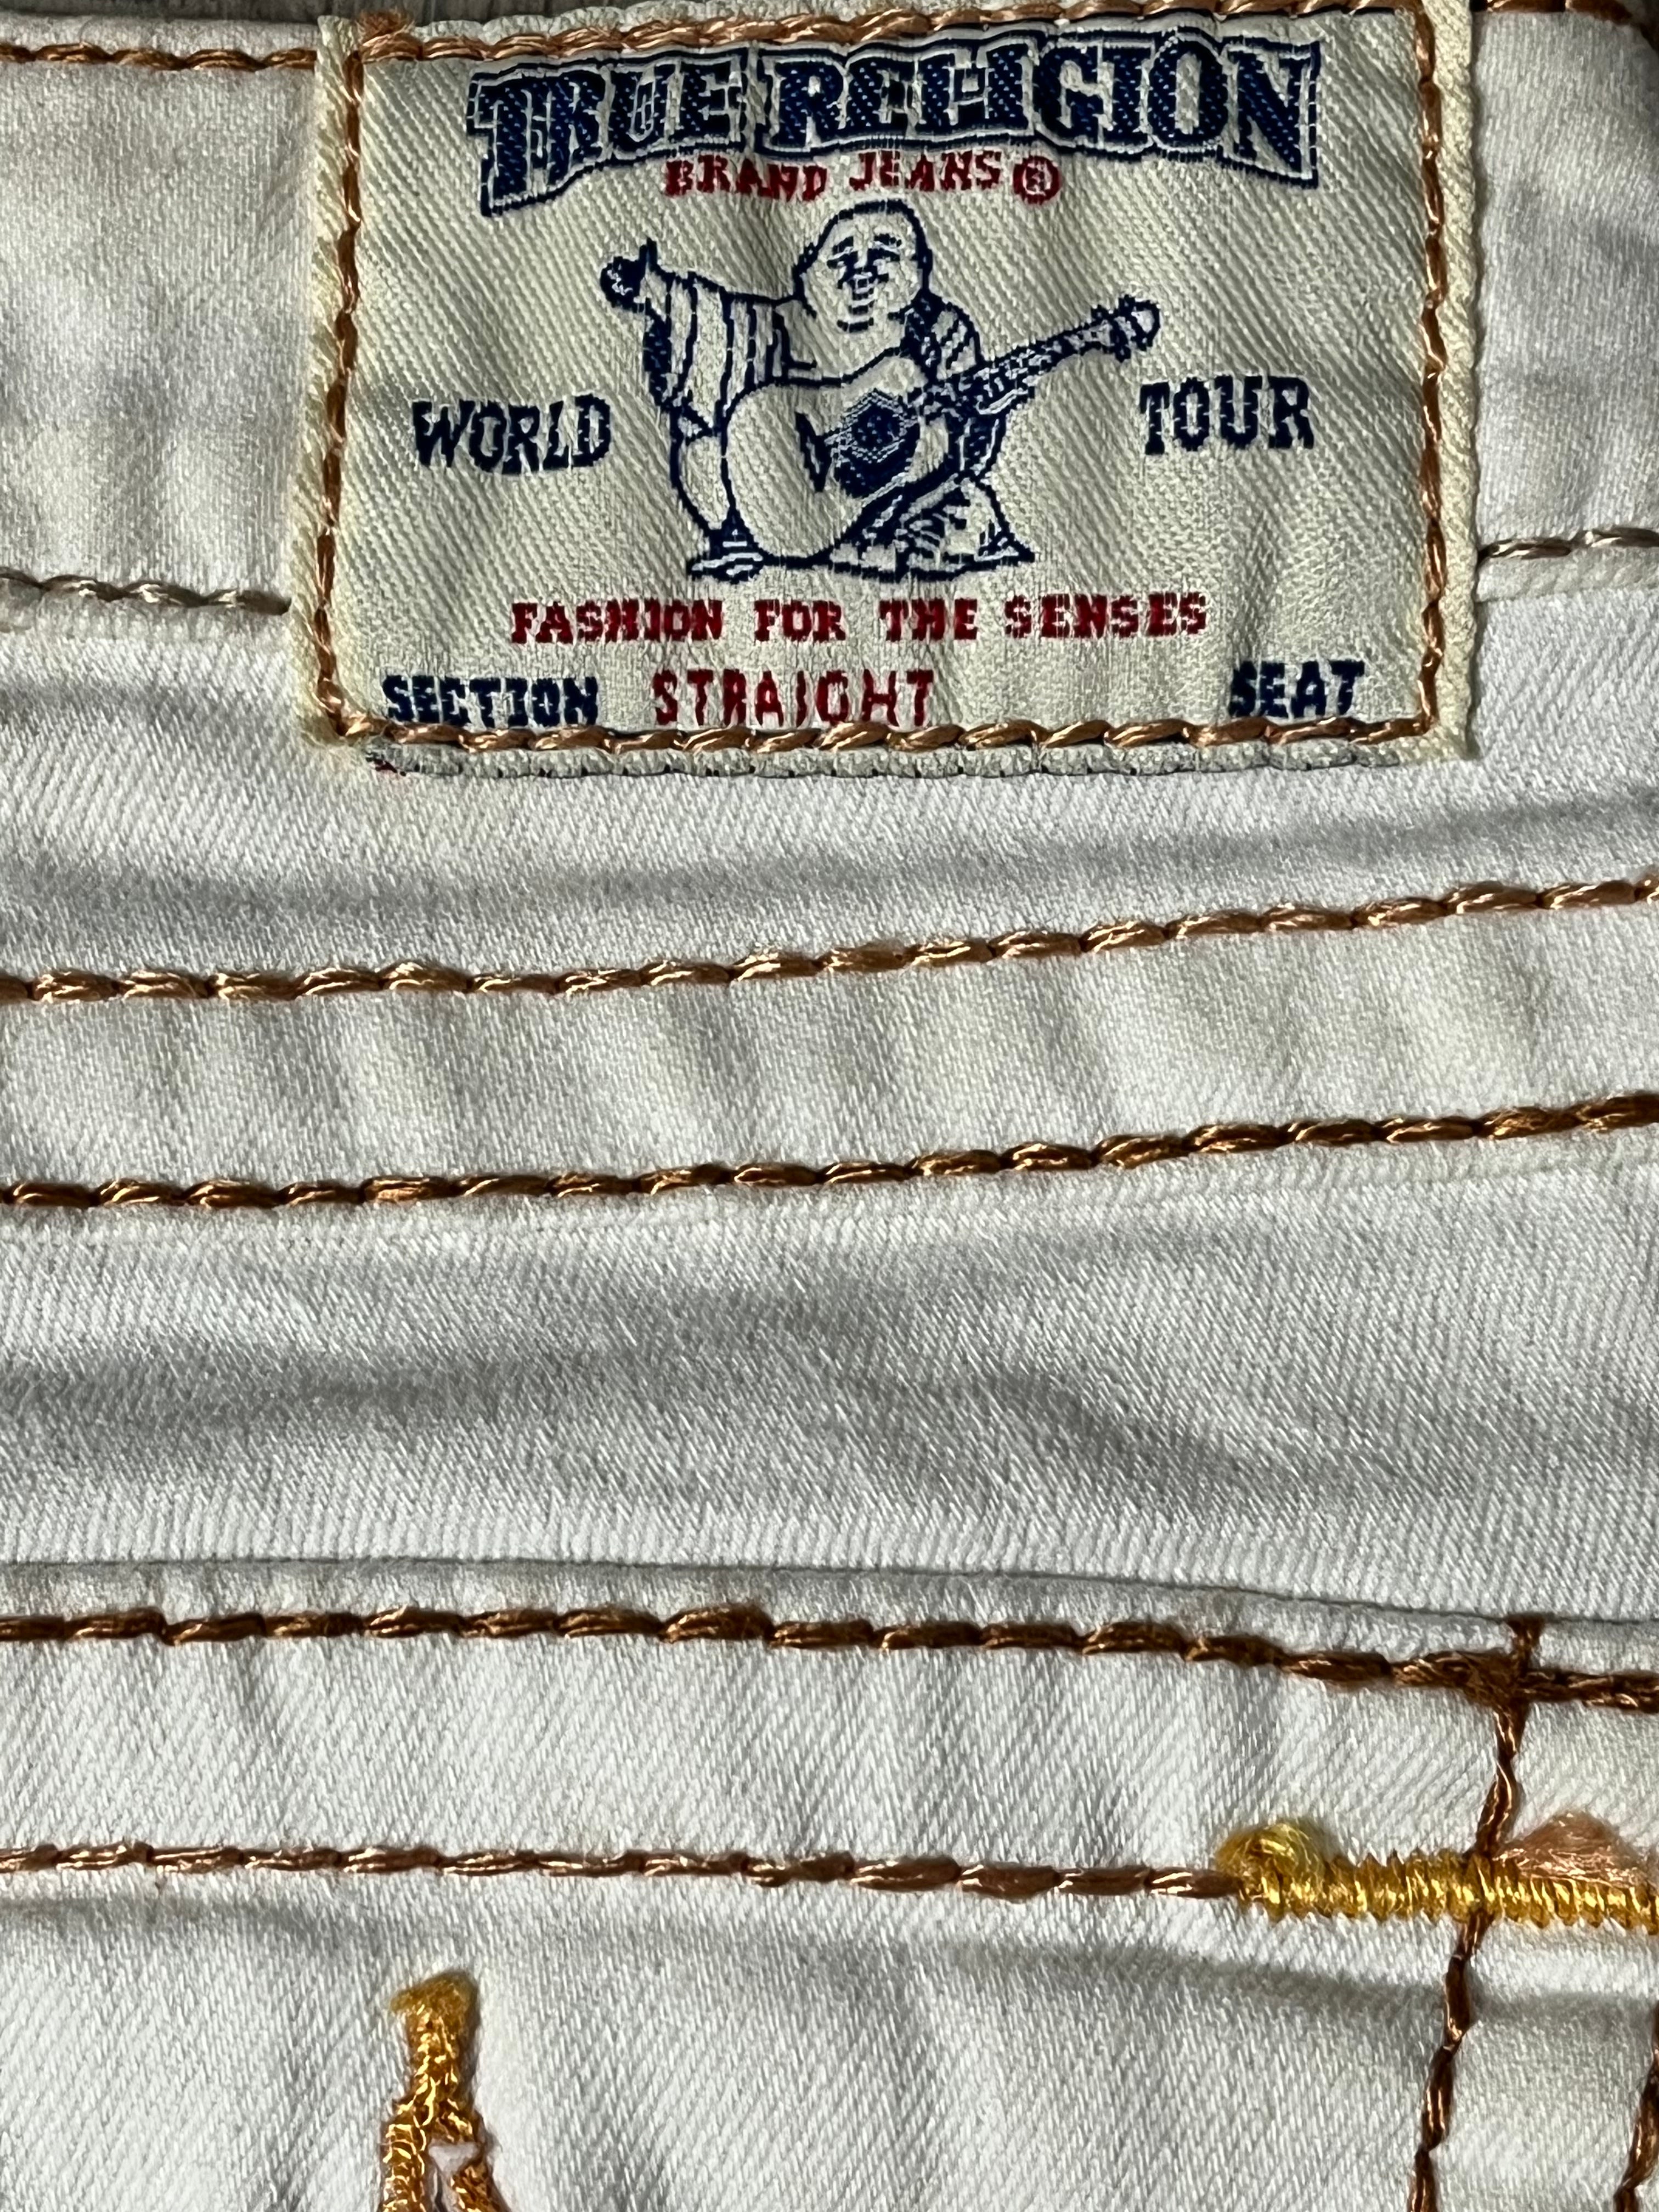 TRUE RELIGION
BRAND JEANS ®
WORLD TOUR
FASHION FOR THE SENSES
SECTION STRAIGHT SEAT